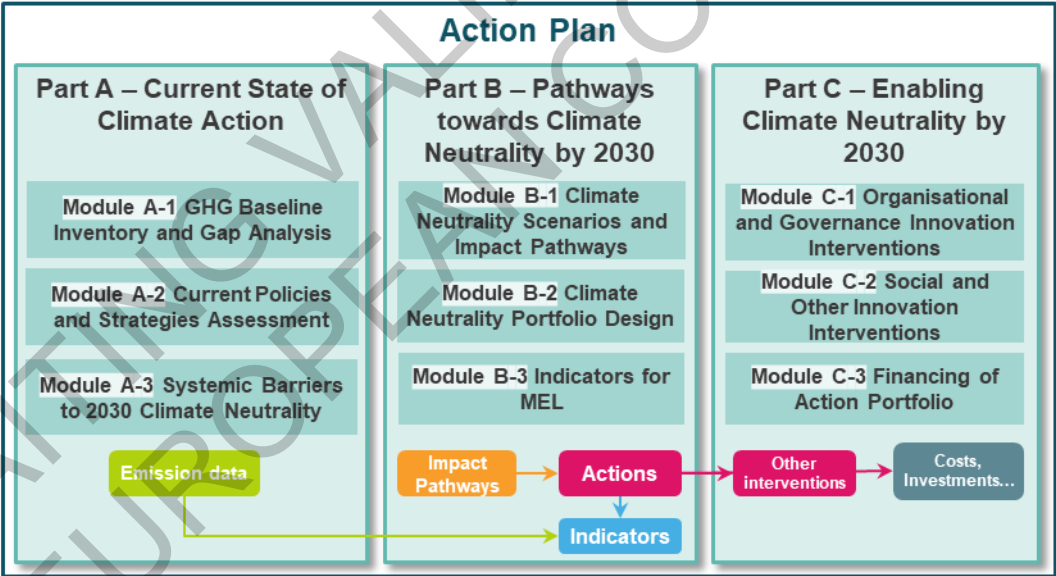 Action Plan
Part A – Current State of
Climate Action
Module A-1 GHG Baseline
Inventory and Gap Analysis
Module A-2 Current Policies
and Strategies Assessment
Module A-3 Systemic Barriers
to 2030 Climate Neutrality
Emission data
Part B – Pathways
towards Climate
Neutrality by 2030
Module B-1 Climate
Neutrality Scenarios and
Impact Pathways
Module B-2 Climate
Neutrality Portfolio Design
Module B-3 Indicators for
MEL
Impact
Pathways
Actions
Indicators
Part C – Enabling
Climate Neutrality by
2030
Module C-1 Organisational
and Governance Innovation
Interventions
Module C-2 Social and
Other Innovation
Interventions
Module C-3 Financing of
Action Portfolio
Other
interventions
Costs,
Investments...
EUROPEAN